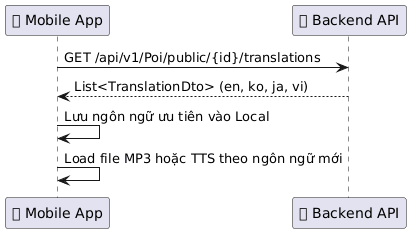 Mobile App
Backend API
GET /api/v1/Poi/public/{id}/translations
List<TranslationDto> (en, ko, ja, vi)
Lưu ngôn ngữ ưu tiên vào Local
Load file MP3 hoặc TTS theo ngôn ngữ mới
Mobile App
Backend API